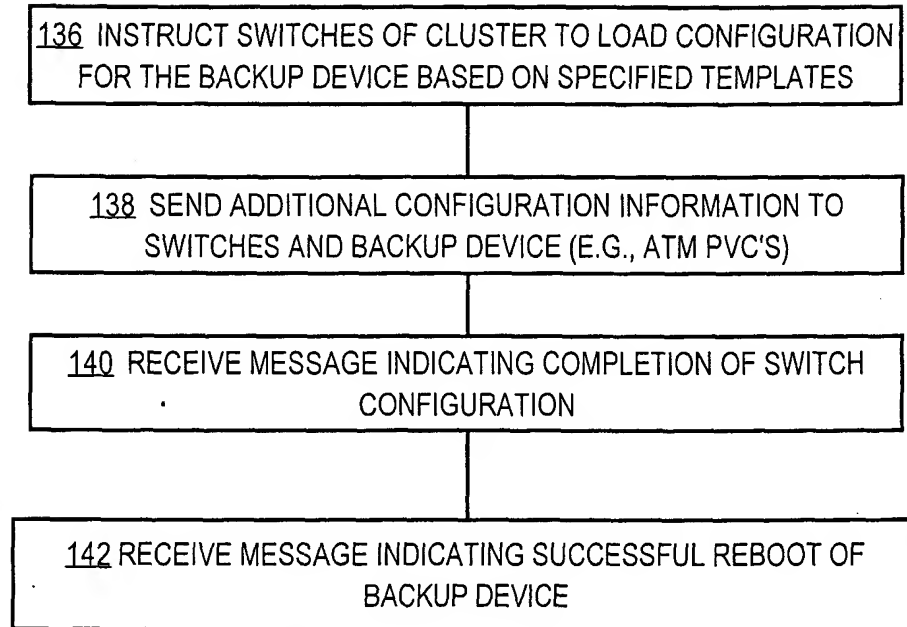 136 INSTRUCT SWITCHES OF CLUSTER TO LOAD CONFIGURATION
FOR THE BACKUP DEVICE BASED ON SPECIFIED TEMPLATES
138 SEND ADDITIONAL CONFIGURATION INFORMATION TO
SWITCHES AND BACKUP DEVICE (E.G., ATM PVC'S)
140 RECEIVE MESSAGE INDICATING COMPLETION OF SWITCH
CONFIGURATION
142 RECEIVE MESSAGE INDICATING SUCCESSFUL REBOOT OF
BACKUP DEVICE